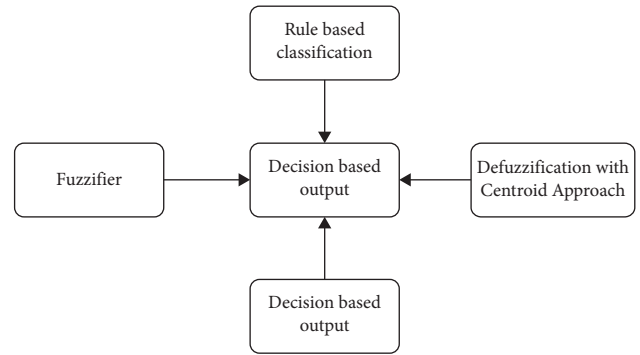 Rule based
classification
Fuzzifier
Decision based
output
Defuzzification with
Centroid Approach
Decision based
output